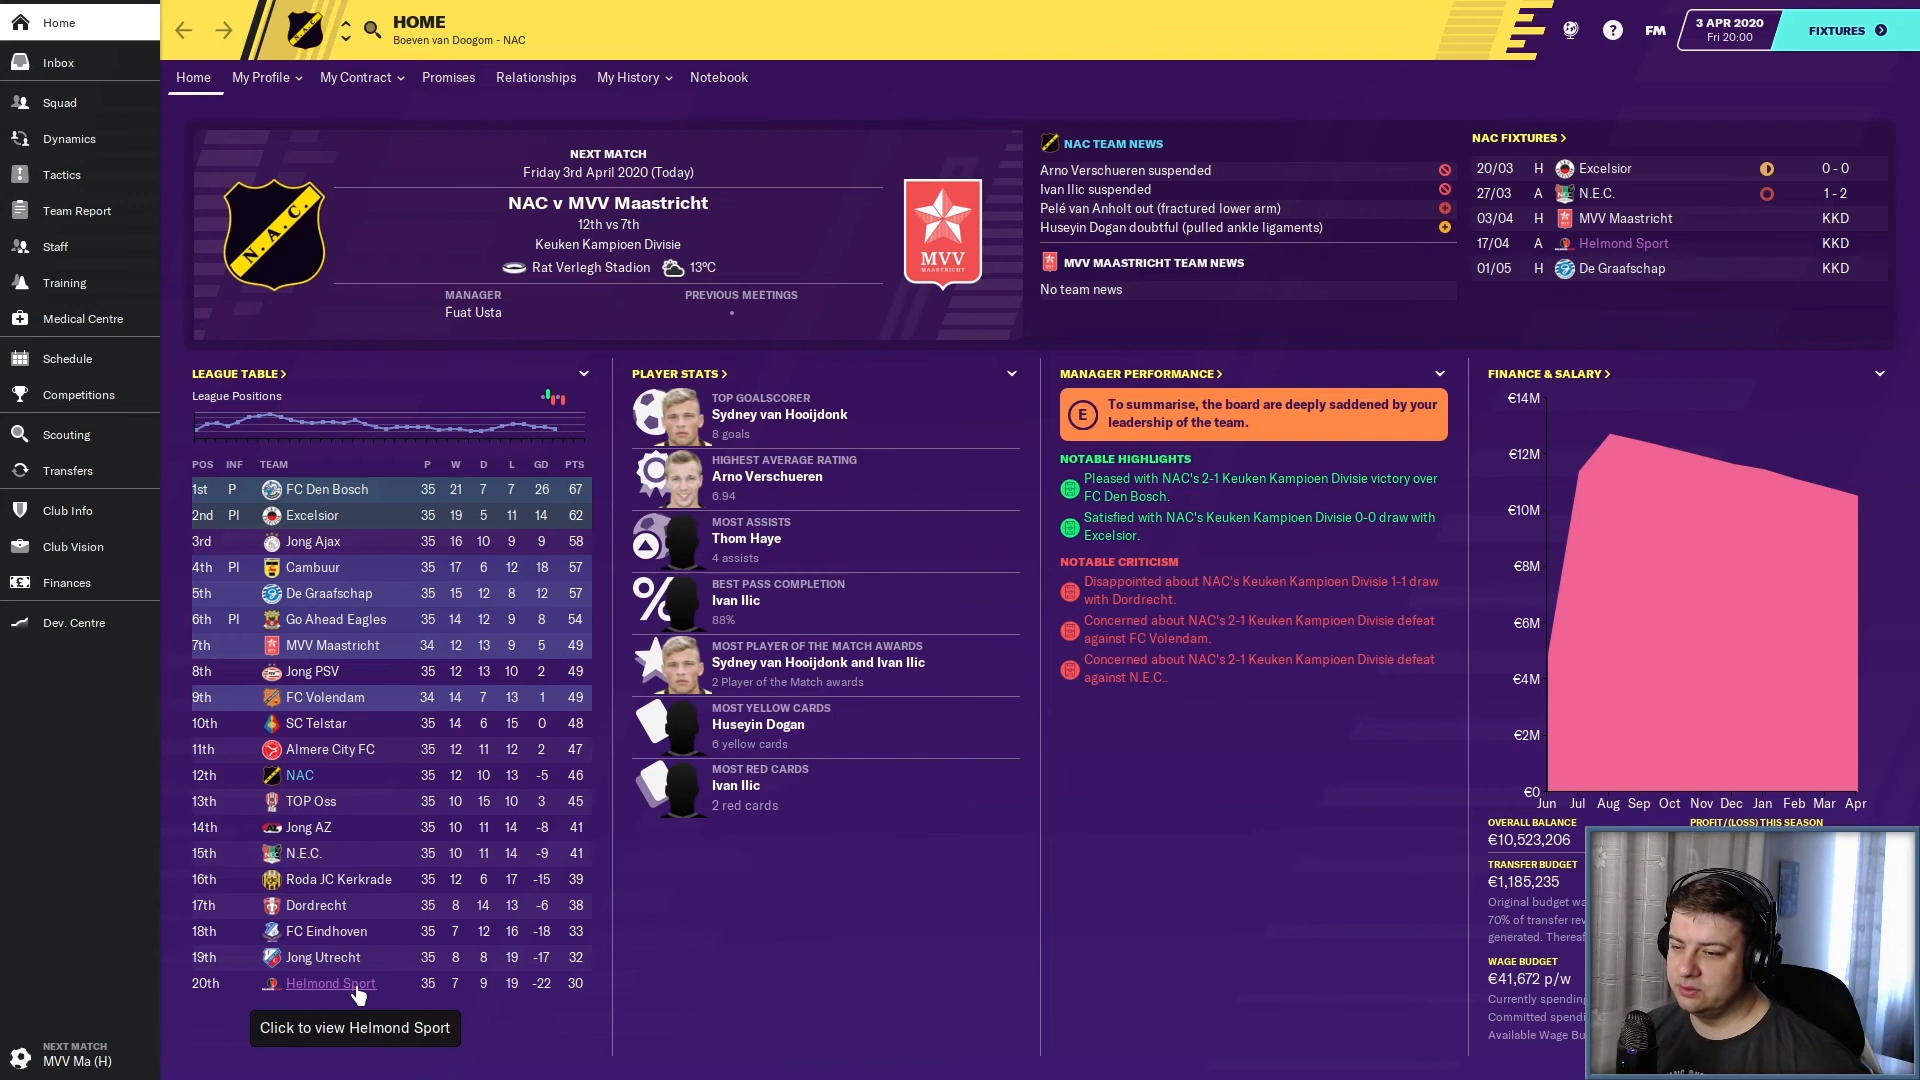 Home
Inbox
Squad
Dynamics
Tactics
Team Report
Staff
Training
Medical Centre
Schedule
Competitions
Scouting
Transfers
Club Info
Club Vision
Finances
Dev. Centre
NEXT MATCH
MVV Ma (H)
HOME
Boeven van Doogom - NAC
FM
3 APR 2020
Fri 20:00
FIXTURES
Home My Profile My Contract Promises Relationships My History Notebook
NEXT MATCH
Friday 3rd April 2020 (Today)
NAC v MVV Maastricht
12th vs 7th
Keuken Kampioen Divisie
Rat Verlegh Stadion 13°C
MANAGER
Fuat Usta
PREVIOUS MEETINGS
N.A.C.
MVV
MAASTRICHT
NAC TEAM NEWS
Arno Verschueren suspended
Ivan Ilic suspended
Pelé van Anholt out (fractured lower arm)
Huseyin Dogan doubtful (pulled ankle ligaments)
MVV MAASTRICHT TEAM NEWS
No team news
NAC FIXTURES >
20/03 H Excelsior 0 - 0
27/03 A N.E.C. 1 - 2
03/04 H MVV Maastricht KKD
17/04 A Helmond Sport KKD
01/05 H De Graafschap KKD
LEAGUE TABLE >
League Positions
POS INF TEAM P W D L GD PTS
1st P FC Den Bosch 35 21 7 7 26 67
2nd Pl Excelsior 35 19 5 11 14 62
3rd Jong Ajax 35 16 10 9 9 58
4th Pl Cambuur 35 17 6 12 18 57
5th De Graafschap 35 15 12 8 12 57
6th Pl Go Ahead Eagles 35 14 12 9 8 54
7th MVV Maastricht 34 12 13 9 5 49
8th Jong PSV 35 12 13 10 2 49
9th FC Volendam 34 14 7 13 1 49
10th SC Telstar 35 14 6 15 0 48
11th Almere City FC 35 12 11 12 2 47
12th NAC 35 12 10 13 -5 46
13th TOP Oss 35 10 15 10 3 45
14th Jong AZ 35 10 11 14 -8 41
15th N.E.C. 35 10 11 14 -9 41
16th Roda JC Kerkrade 35 12 6 17 -15 39
17th Dordrecht 35 8 14 13 -6 38
18th FC Eindhoven 35 7 12 16 -18 33
19th Jong Utrecht 35 8 8 19 -17 32
20th Helmond Sport 35 7 9 19 -22 30
Click to view Helmond Sport
PLAYER STATS >
TOP GOALSCORER
Sydney van Hooijdonk
8 goals
HIGHEST AVERAGE RATING
Arno Verschueren
6.94
MOST ASSISTS
Thom Haye
4 assists
BEST PASS COMPLETION
Ivan Ilic
88%
MOST PLAYER OF THE MATCH AWARDS
Sydney van Hooijdonk and Ivan Ilic
2 Player of the Match awards
MOST YELLOW CARDS
Huseyin Dogan
6 yellow cards
MOST RED CARDS
Ivan Ilic
2 red cards
MANAGER PERFORMANCE >
E
To summarise, the board are deeply saddened by your
leadership of the team.
NOTABLE HIGHLIGHTS
Pleased with NAC's 2-1 Keuken Kampioen Divisie victory over
FC Den Bosch.
Satisfied with NAC's Keuken Kampioen Divisie 0-0 draw with
Excelsior.
NOTABLE CRITICISM
Disappointed about NAC's Keuken Kampioen Divisie 1-1 draw
with Dordrecht.
Concerned about NAC's 2-1 Keuken Kampioen Divisie defeat
against FC Volendam.
Concerned about NAC's 2-1 Keuken Kampioen Divisie defeat
against N.E.C..
FINANCE & SALARY >
€14M
€12M
€10M
€8M
€6M
€4M
€2M
€0
Jun Jul Aug Sep Oct Nov Dec Jan Feb Mar Apr
OVERALL BALANCE
€10,523,206
PROFIT/(LOSS) THIS SEASON
TRANSFER BUDGET
€1,185,235
Original budget wa
70% of transfer rev
generated. Thereaf
WAGE BUDGET
€41,672 p/w
Currently spending
Committed spendi
Available Wage Bu